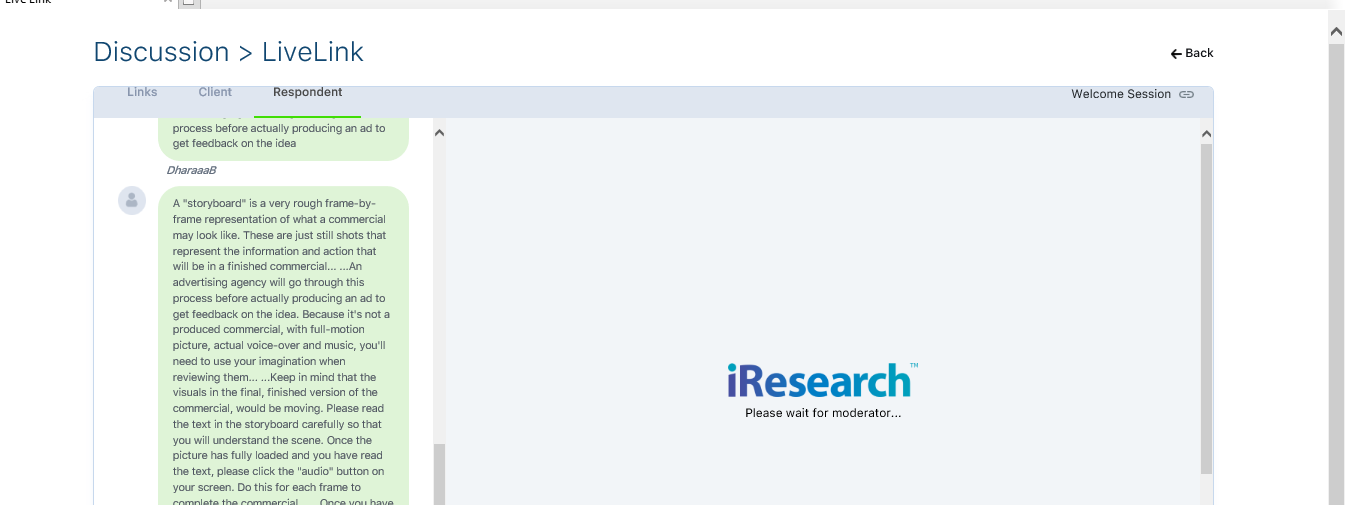 Live Link
Discussion > LiveLink
Back
Links
Client
Respondent
Welcome Session
process before actually producing an ad to
get feedback on the idea
DharaaaB
A "storyboard" is a very rough frame-by-
frame representation of what a commercial
may look like. These are just still shots that
represent the information and action that
will be in a finished commercial... ...An
advertising agency will go through this
process before actually producing an ad to
get feedback on the idea. Because it's not a
produced commercial, with full-motion
picture, actual voice-over and music, you'll
need to use your imagination when
reviewing them... ...Keep in mind that the
visuals in the final, finished version of the
commercial, would be moving. Please read
the text in the storyboard carefully so that
you will understand the scene. Once the
picture has fully loaded and you have read
the text, please click the "audio" button on
your screen. Do this for each frame to
complete the commercial... ...Once you have
iResearch™
Please wait for moderator...